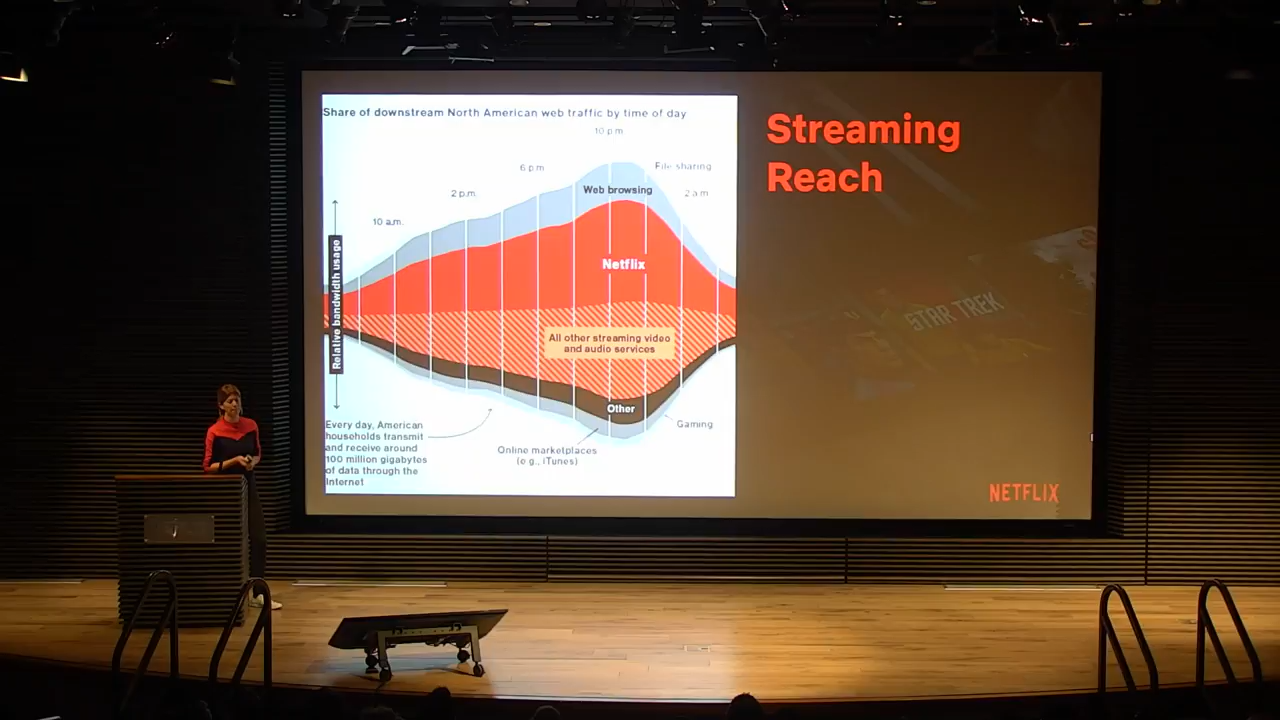 Share of downstream North American web traffic by time of day
10 p.m.
6 p.m.
File sharing
Web browsing
2 a.m.
2 p.m.
10 a.m.
Relative bandwidth usage
Netflix
All other streaming video
and audio services
Other
Gaming
Every day, American
households transmit
and receive around
100 million gigabytes
of data through the
Internet
Online marketplaces
(e.g., iTunes)
Streaming
Reach
STAR TREK
NETFLIX